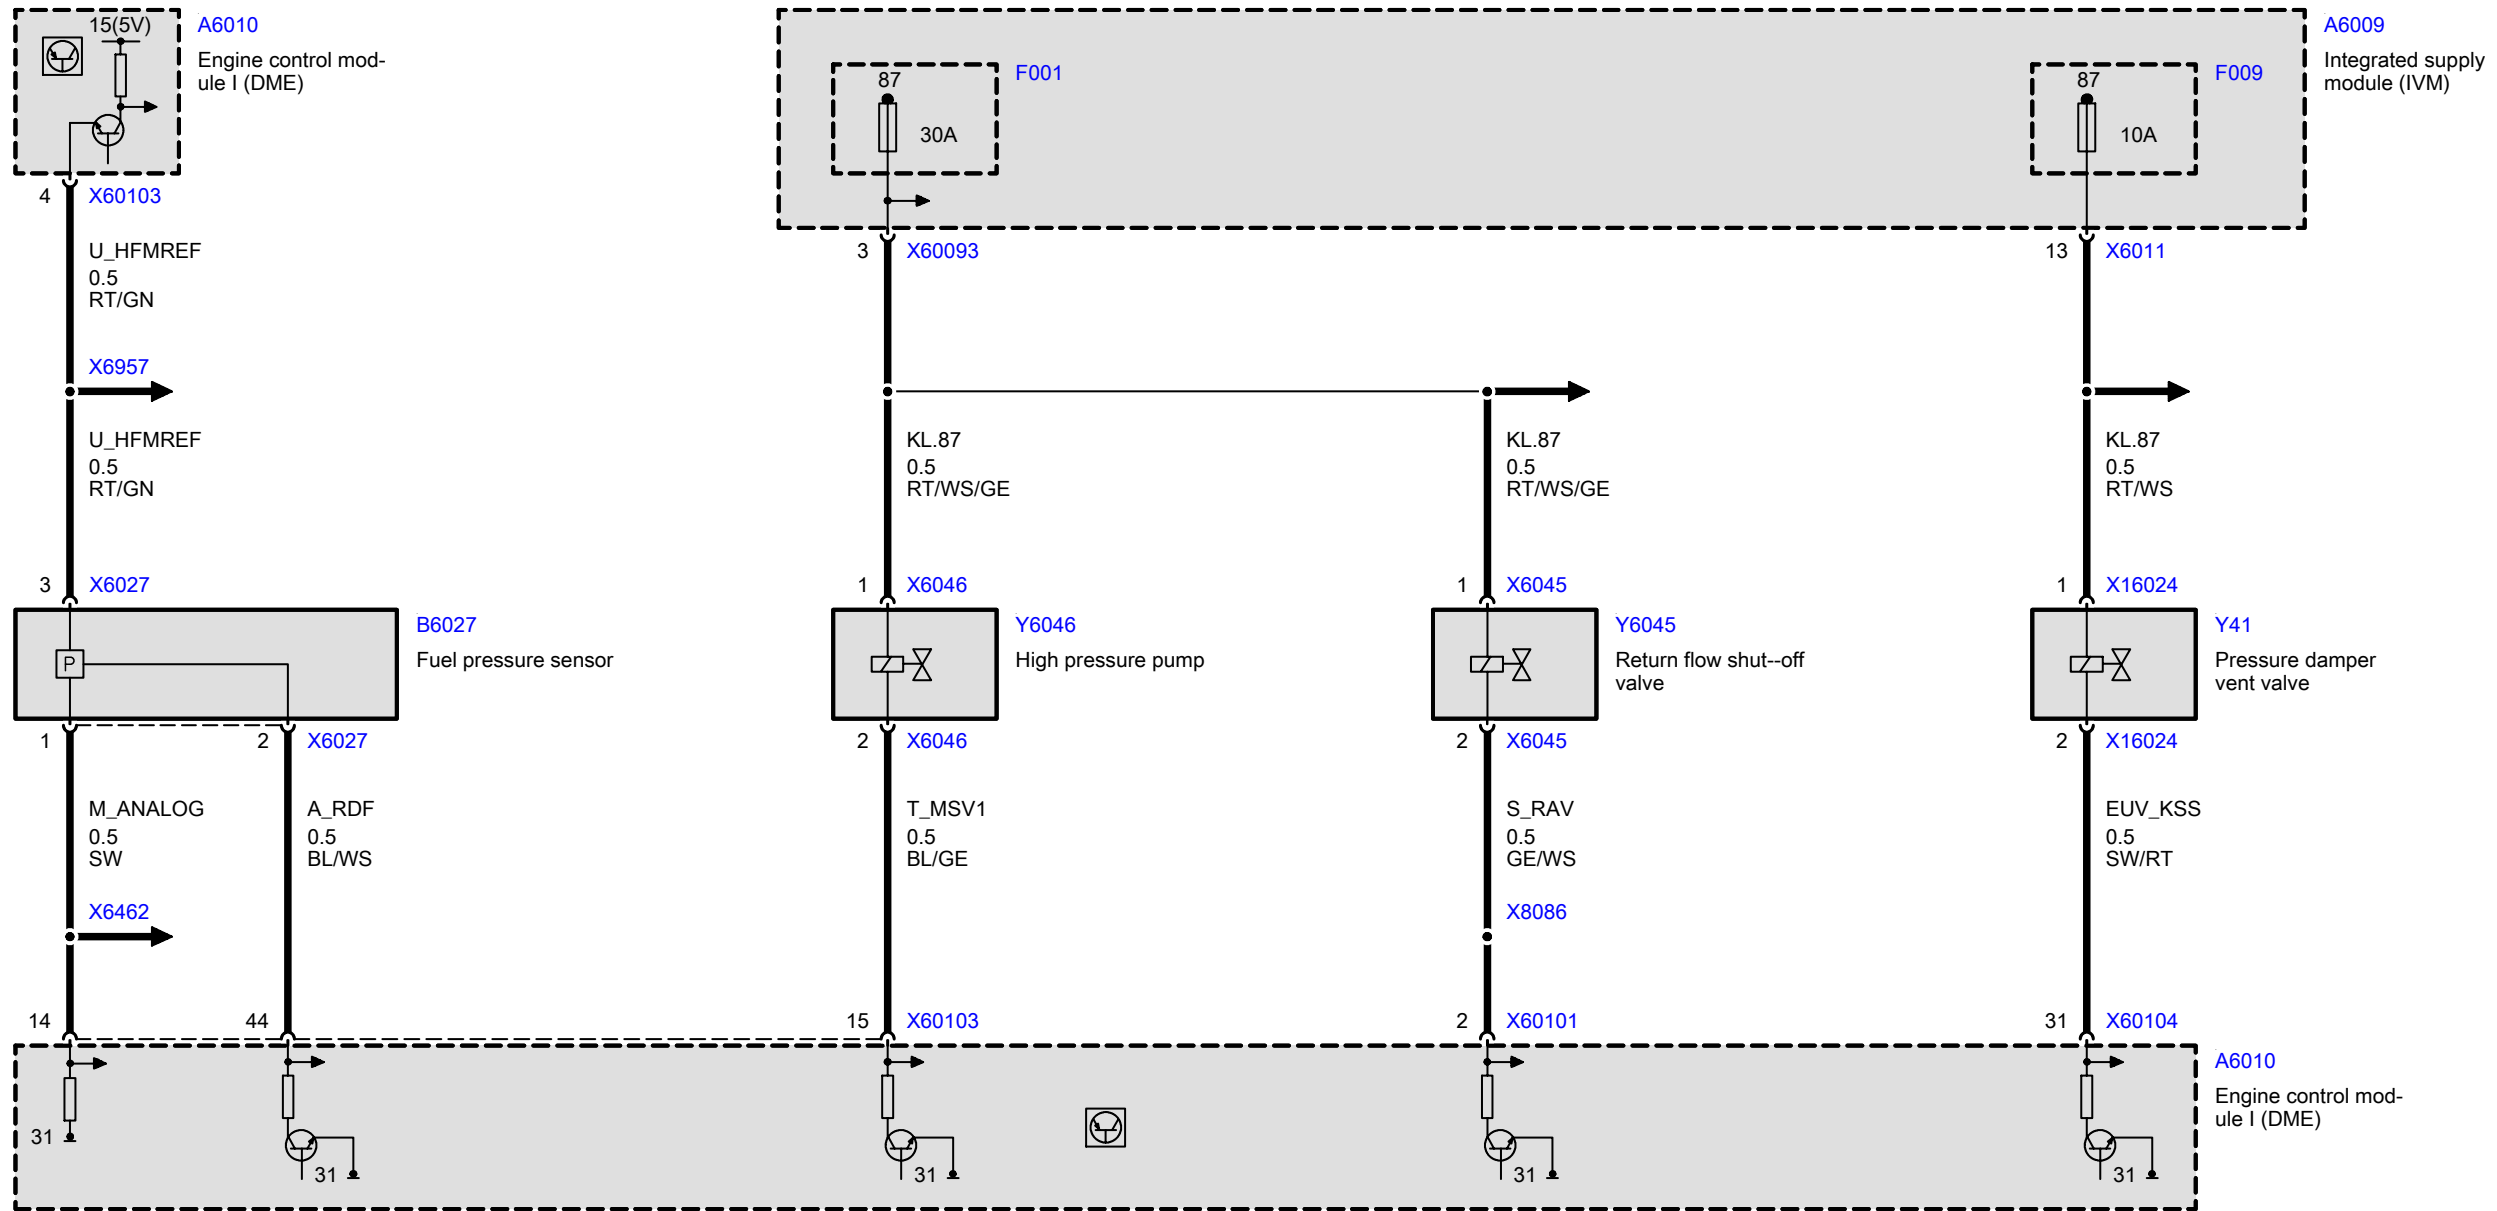 15(5V)
A6010
Engine control mod-
ule I (DME)
A6009
Integrated supply
module (IVM)
87
F001
30A
87
F009
10A
4 X60103
3 X60093
13 X6011
U_HFMREF
0.5
RT/GN
X6957
U_HFMREF
0.5
RT/GN
KL.87
0.5
RT/WS/GE
KL.87
0.5
RT/WS/GE
KL.87
0.5
RT/WS
3 X6027
1 X6046
1 X6045
1 X16024
P
B6027
Fuel pressure sensor
Y6046
High pressure pump
Y6045
Return flow shut--off
valve
Y41
Pressure damper
vent valve
1
2 X6027
2 X6046
2 X6045
2 X16024
M_ANALOG
0.5
SW
A_RDF
0.5
BL/WS
T_MSV1
0.5
BL/GE
S_RAV
0.5
GE/WS
EUV_KSS
0.5
SW/RT
X6462
X8086
14
44
15 X60103
2 X60101
31 X60104
A6010
Engine control mod-
ule I (DME)
31
31
31
31
31